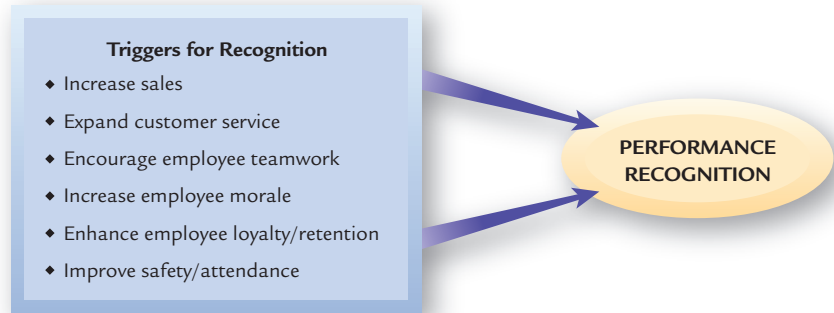 Triggers for Recognition
◆ Increase sales
◆ Expand customer service
◆ Encourage employee teamwork
◆ Increase employee morale
◆ Enhance employee loyalty/retention
◆ Improve safety/attendance
PERFORMANCE
RECOGNITION